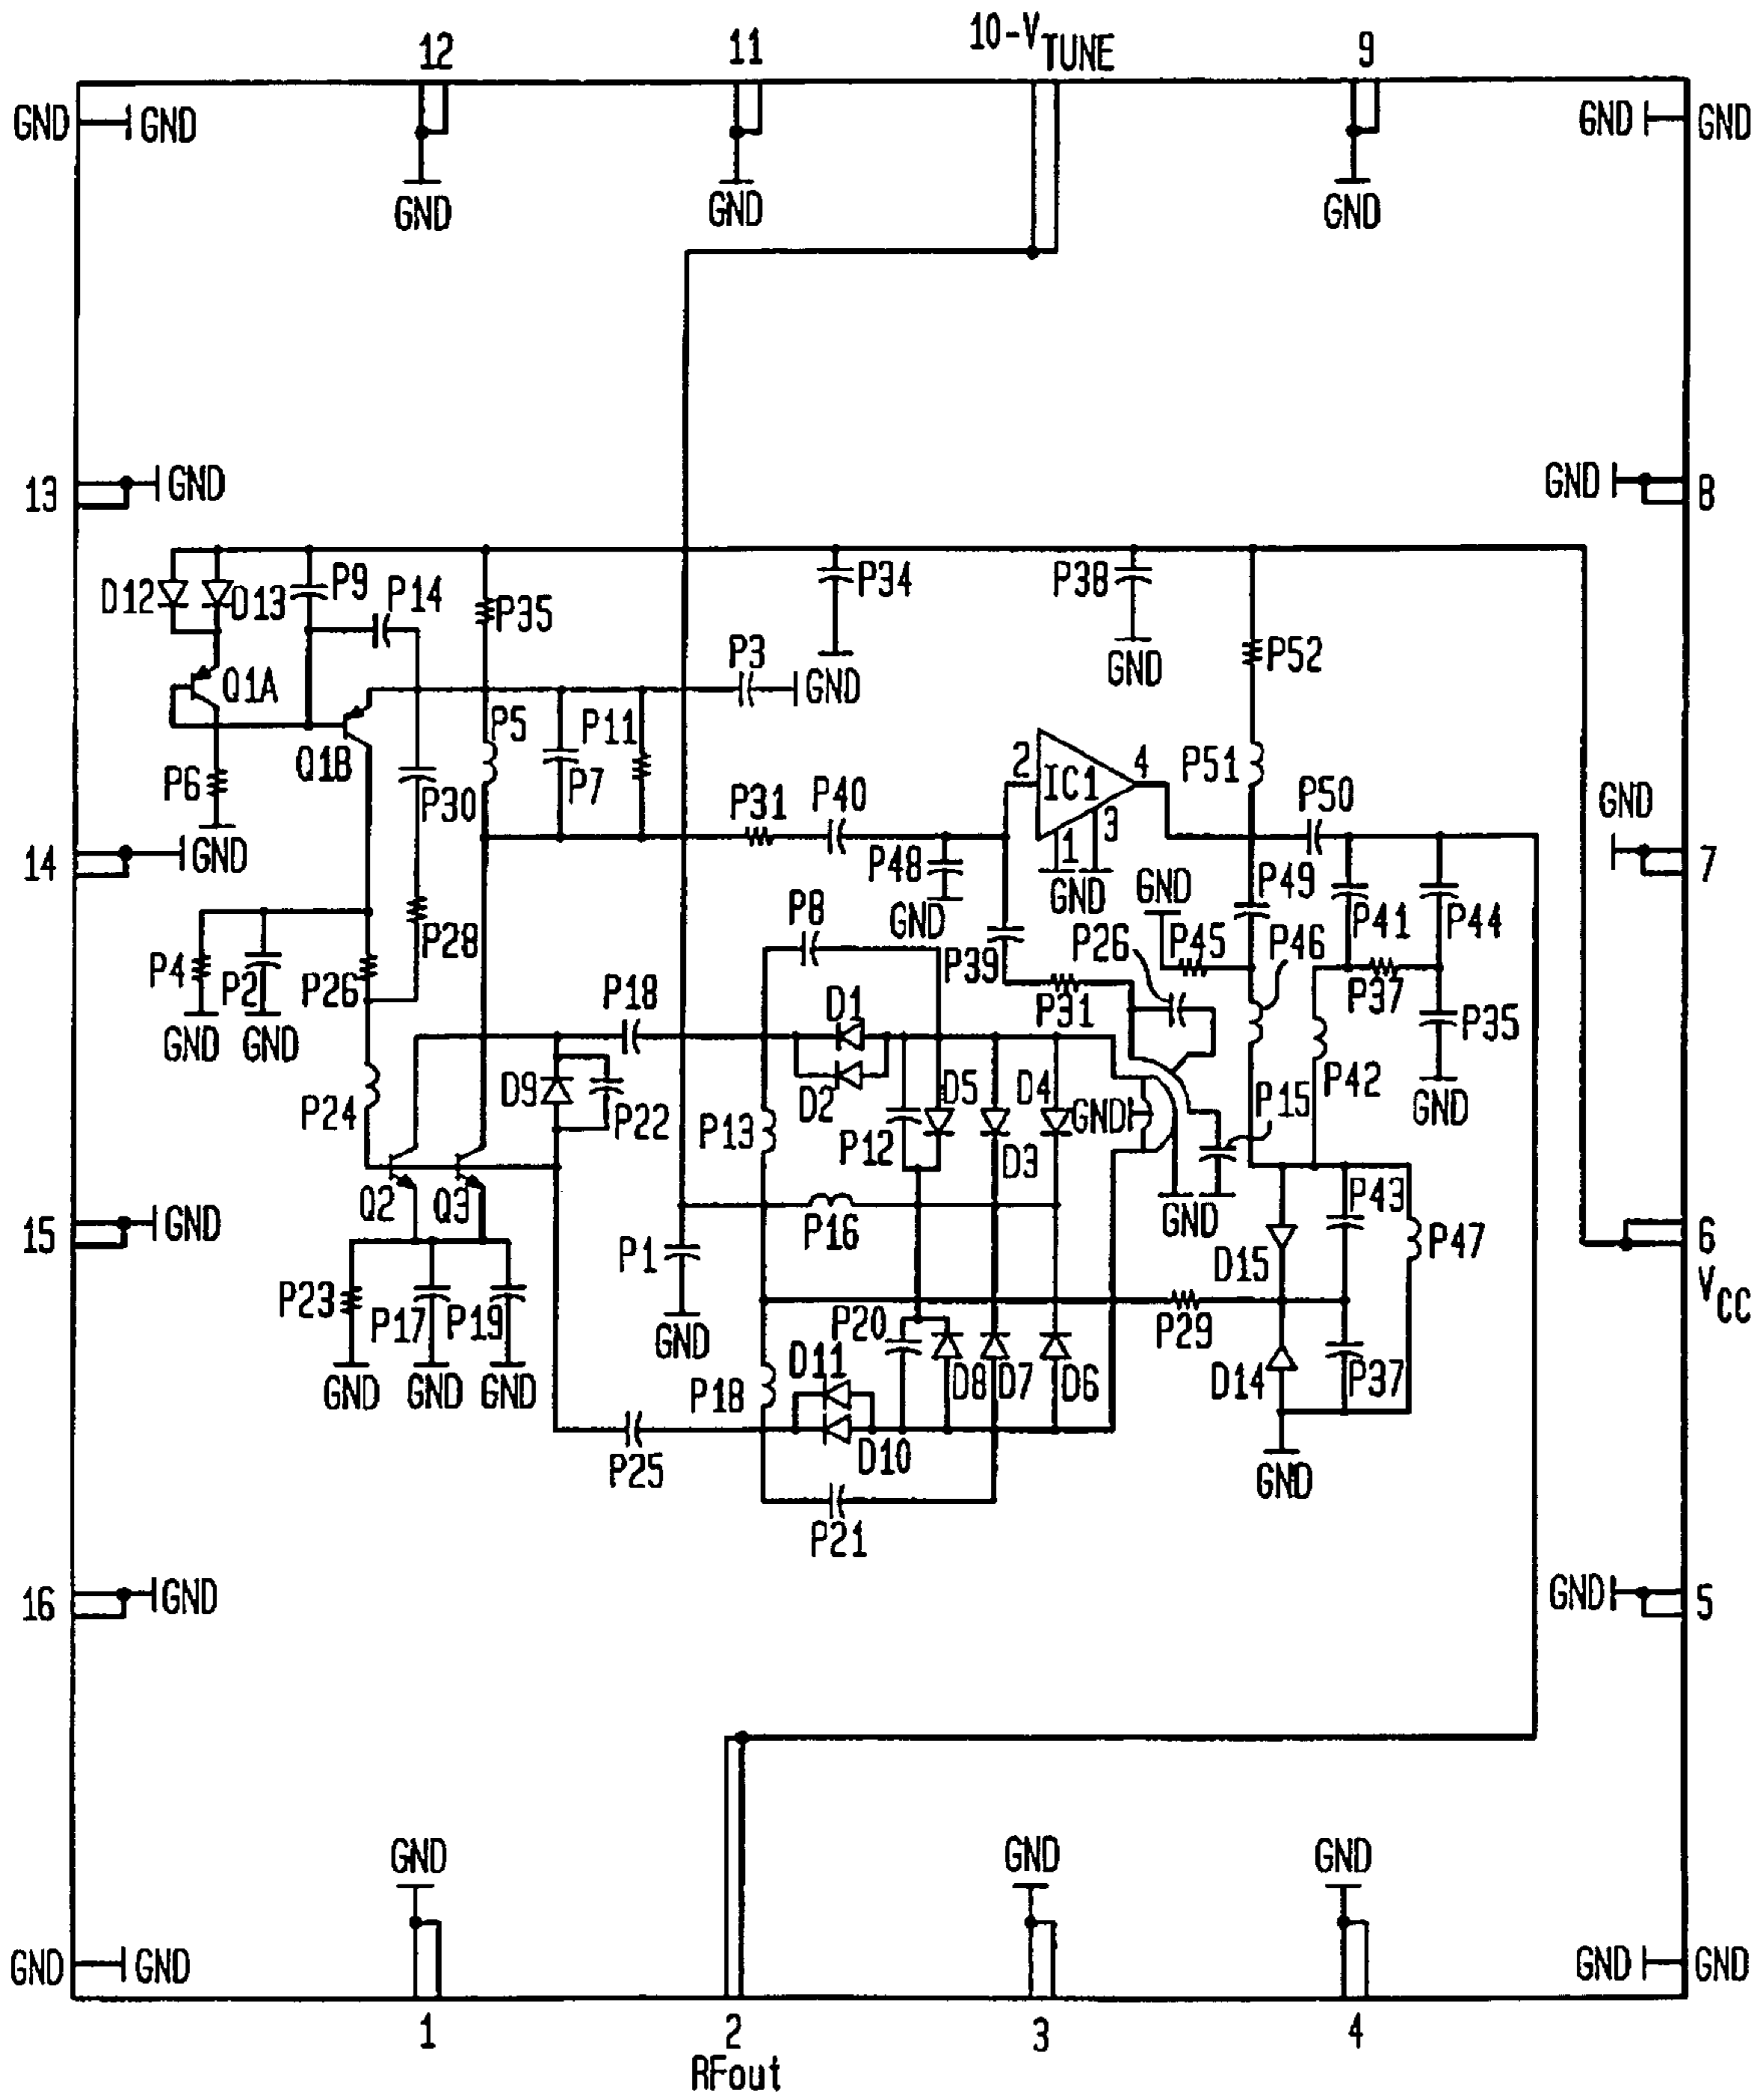 12
11
10-VTUNE
9
GND
GND
GND
GND
GND
GND
GND
13
GND
GND
8
D12
D13
P9
P14
P35
P34
P38
GND
P52
P3
GND
Q1A
P5
P11
Q1B
P6
P30
P7
P31
P40
2
IC1
4
1
3
P51
P50
GND
14
GND
P48
GND
GND
GND
P49
7
P4
P2
P26
P28
P8
P39
P26
P45
P46
P41
P44
GND
GND
P18
D1
P31
P37
P35
P24
D9
P22
P13
D2
P12
D5
D4
GND
P15
P42
GND
D3
Q2
Q3
15
GND
P1
P16
GND
D15
P43
P47
6
VCC
P23
P17
P19
GND
P20
P29
GND
GND
GND
D11
P18
D8
D7
D6
D14
P37
P25
D10
GND
P21
16
GND
GND
5
GND
GND
GND
GND
GND
GND
GND
1
2
RFout
3
4